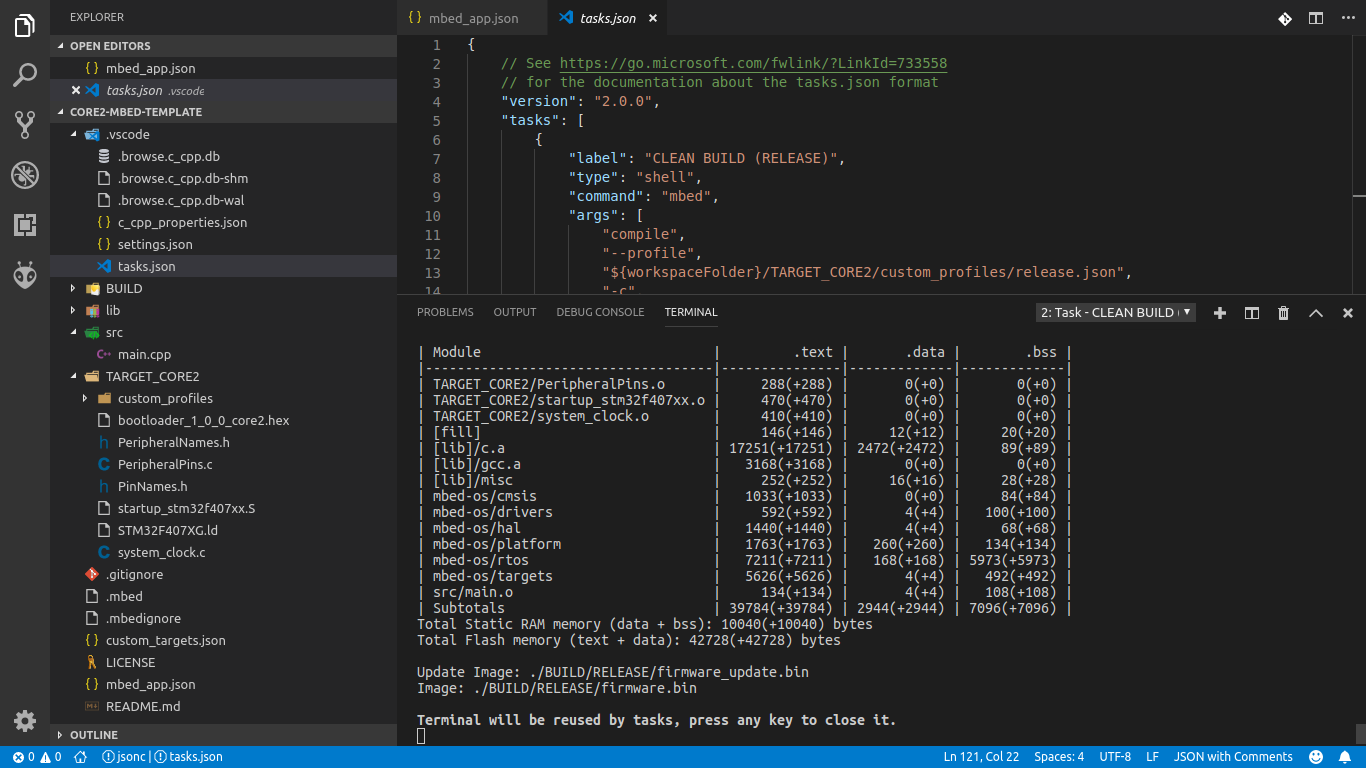 EXPLORER
OPEN EDITORS
{ } mbed_app.json
tasks.json .vscode
CORE2-MBED-TEMPLATE
.vscode
.browse.c_cpp.db
.browse.c_cpp.db-shm
.browse.c_cpp.db-wal
{ } c_cpp_properties.json
{ } settings.json
tasks.json
BUILD
lib
src
main.cpp
TARGET_CORE2
custom_profiles
bootloader_1_0_0_core2.hex
h PeripheralNames.h
C PeripheralPins.c
h PinNames.h
startup_stm32f407xx.S
STM32F407XG.ld
C system_clock.c
.gitignore
.mbed
.mbedignore
{ } custom_targets.json
LICENSE
{ } mbed_app.json
README.md
OUTLINE
{ } mbed_app.json tasks.json
1 {
2 // See https://go.microsoft.com/fwlink/?LinkId=733558
3 // for the documentation about the tasks.json format
4 "version": "2.0.0",
5 "tasks": [
6 {
7 "label": "CLEAN BUILD (RELEASE)",
8 "type": "shell",
9 "command": "mbed",
10 "args": [
11 "compile",
12 "--profile",
13 "${workspaceFolder}/TARGET_CORE2/custom_profiles/release.json",
14 "-c",
PROBLEMS OUTPUT DEBUG CONSOLE TERMINAL 2: Task - CLEAN BUILD (
| Module | .text | .data | .bss |
|------------------------------------|---------------|-------------|-------------|
| TARGET_CORE2/PeripheralPins.o | 288(+288) | 0(+0) | 0(+0) |
| TARGET_CORE2/startup_stm32f407xx.o | 470(+470) | 0(+0) | 0(+0) |
| TARGET_CORE2/system_clock.o | 410(+410) | 0(+0) | 0(+0) |
| [fill] | 146(+146) | 12(+12) | 20(+20) |
| [lib]/c.a | 17251(+17251) | 2472(+2472) | 89(+89) |
| [lib]/gcc.a | 3168(+3168) | 0(+0) | 0(+0) |
| [lib]/misc | 252(+252) | 16(+16) | 28(+28) |
| mbed-os/cmsis | 1033(+1033) | 0(+0) | 84(+84) |
| mbed-os/drivers | 592(+592) | 4(+4) | 100(+100) |
| mbed-os/hal | 1440(+1440) | 4(+4) | 68(+68) |
| mbed-os/platform | 1763(+1763) | 260(+260) | 134(+134) |
| mbed-os/rtos | 7211(+7211) | 168(+168) | 5973(+5973) |
| mbed-os/targets | 5626(+5626) | 4(+4) | 492(+492) |
| src/main.o | 134(+134) | 4(+4) | 108(+108) |
| Subtotals | 39784(+39784) | 2944(+2944) | 7096(+7096) |
Total Static RAM memory (data + bss): 10040(+10040) bytes
Total Flash memory (text + data): 42728(+42728) bytes
Update Image: ./BUILD/RELEASE/firmware_update.bin
Image: ./BUILD/RELEASE/firmware.bin
Terminal will be reused by tasks, press any key to close it.
0 0 jsonc | tasks.json Ln 121, Col 22 Spaces: 4 UTF-8 LF JSON with Comments